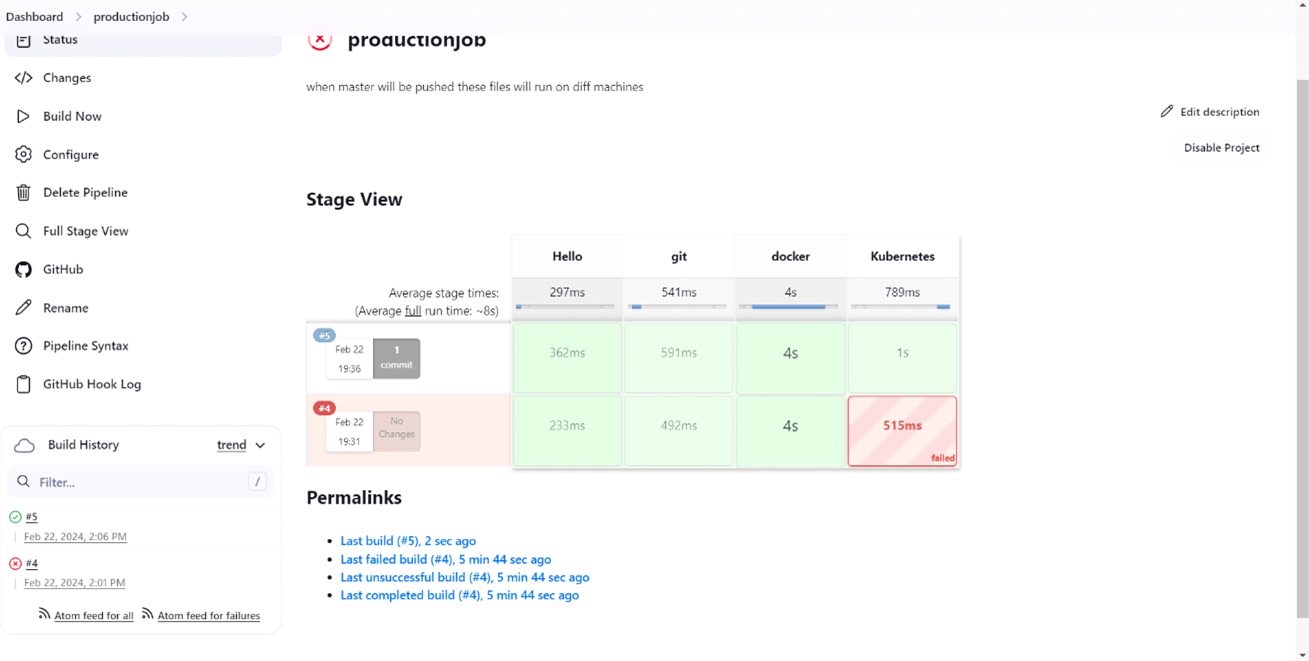 Dashboard > productionjob >
Status
Changes
Build Now
Configure
Delete Pipeline
Full Stage View
GitHub
Rename
Pipeline Syntax
GitHub Hook Log
Build History trend
Filter... /
#5
Feb 22, 2024, 2:06 PM
#4
Feb 22, 2024, 2:01 PM
Atom feed for all Atom feed for failures
productionjob
when master will be pushed these files will run on diff machines
Edit description
Disable Project
Stage View
Hello git docker Kubernetes
Average stage times: 297ms 541ms 4s 789ms
(Average full run time: ~8s)
#5
Feb 22 1
19:36 commit
362ms 591ms 4s 1s
#4
Feb 22 No
19:31 Changes
233ms 492ms 4s 515ms
failed
Permalinks
Last build (#5), 2 sec ago
Last failed build (#4), 5 min 44 sec ago
Last unsuccessful build (#4), 5 min 44 sec ago
Last completed build (#4), 5 min 44 sec ago